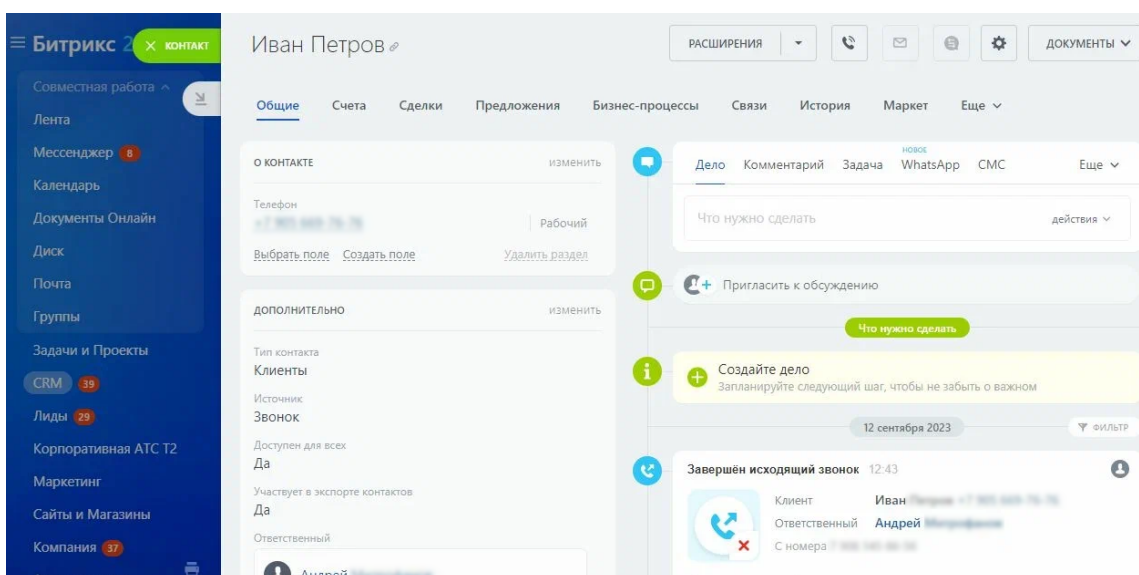 Битрикс 2
КОНТАКТ
Совместная работа
Лента
Мессенджер 8
Календарь
Документы Онлайн
Диск
Почта
Группы
Задачи и Проекты
CRM 39
Лиды 29
Корпоративная АТС Т2
Маркетинг
Сайты и Магазины
Компания 37
Иван Петров
РАСШИРЕНИЯ
ДОКУМЕНТЫ
Общие Счета Сделки Предложения Бизнес-процессы Связи История Маркет Еще
О КОНТАКТЕ изменить
Телефон
Рабочий
Выбрать поле Создать поле Удалить раздел
ДОПОЛНИТЕЛЬНО изменить
Тип контакта
Клиенты
Источник
Звонок
Доступен для всех
Да
Участвует в экспорте контактов
Да
Ответственный
Андрей
НОВОЕ
Дело Комментарий Задача WhatsApp СМС Еще
Что нужно сделать действия
Пригласить к обсуждению
Что нужно сделать
Создайте дело
Запланируйте следующий шаг, чтобы не забыть о важном
12 сентября 2023 ФИЛЬТР
Завершён исходящий звонок 12:43
Клиент Иван
Ответственный Андрей
С номера